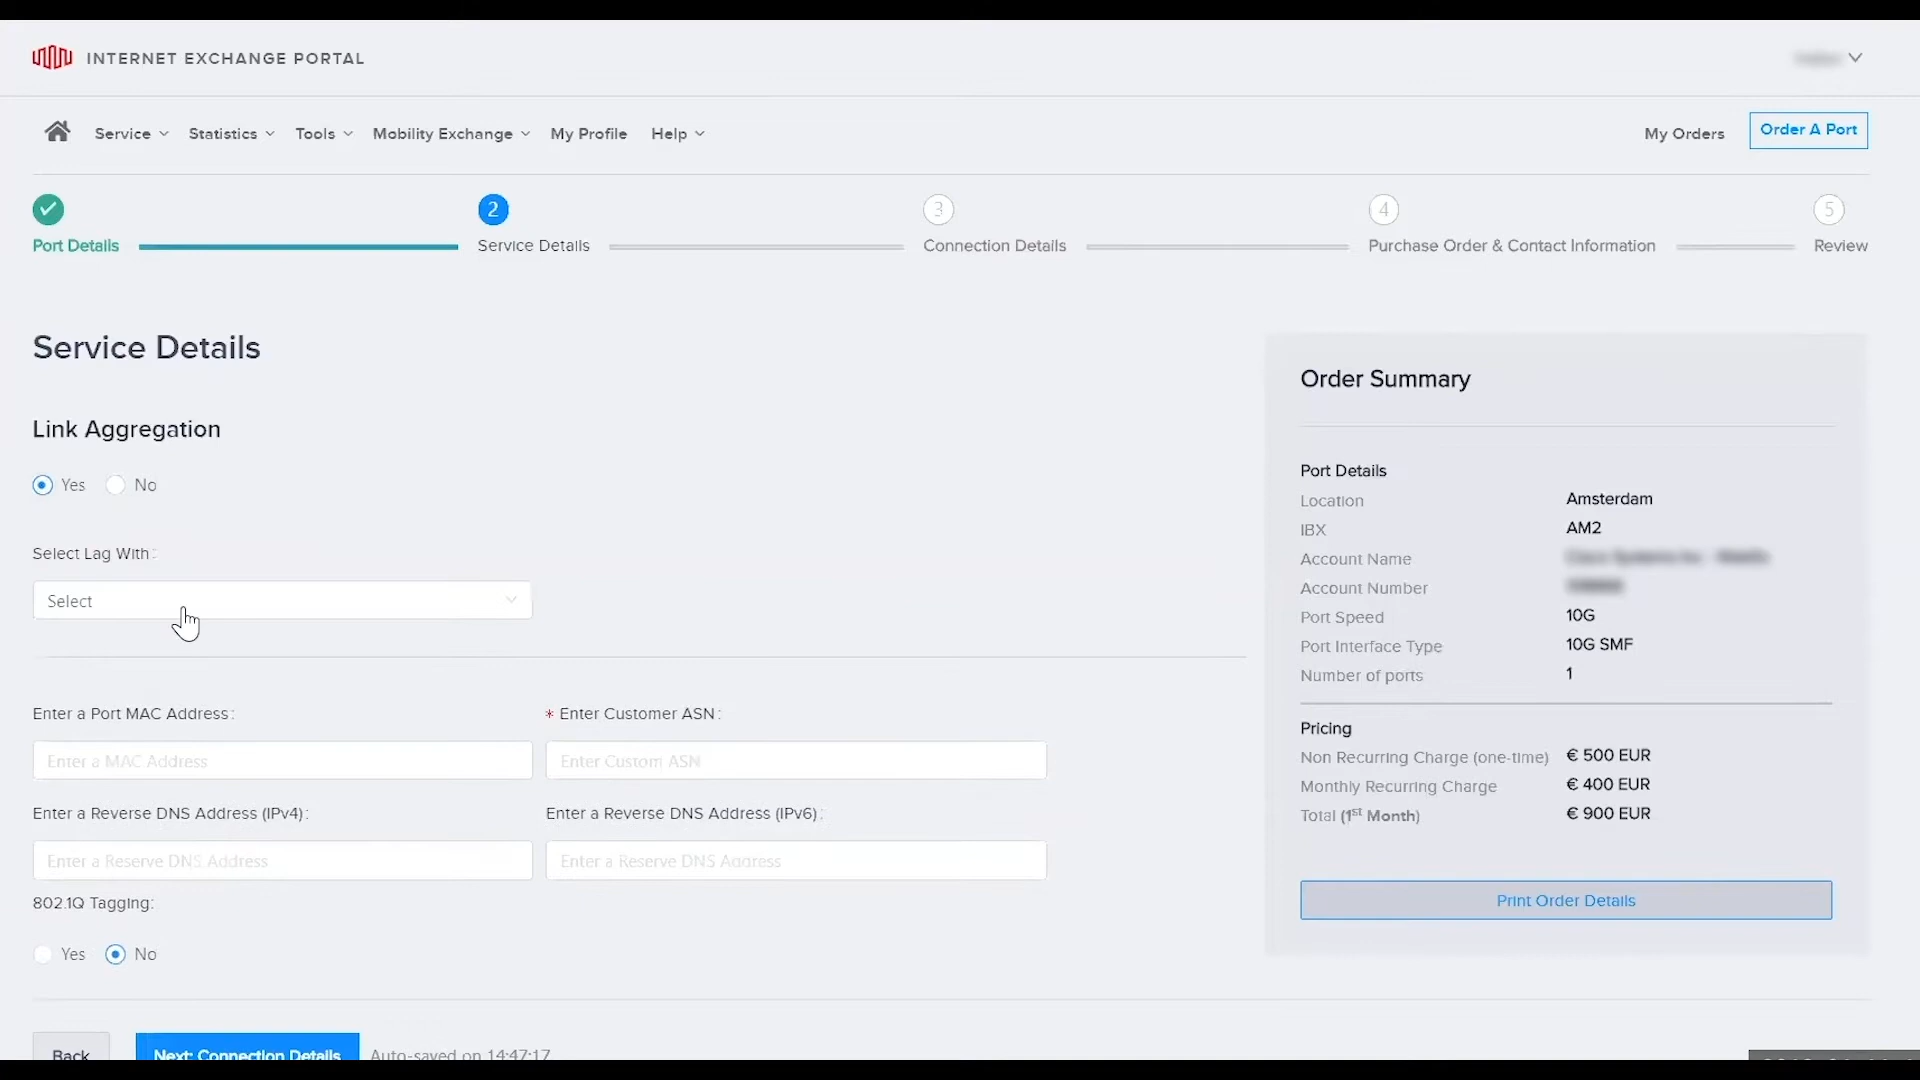 INTERNET EXCHANGE PORTAL
Service Statistics Tools Mobility Exchange My Profile Help My Orders Order A Port
2 3 4 5
Port Details Service Details Connection Details Purchase Order & Contact Information Review
Service Details
Link Aggregation
Yes No
Select Lag With:
Select
Enter a Port MAC Address: * Enter Customer ASN:
Enter a MAC Address Enter Custom ASN
Enter a Reverse DNS Address (IPv4): Enter a Reverse DNS Address (IPv6):
Enter a Reserve DNS Address Enter a Reserve DNS Address
802.1Q Tagging:
Yes No
Back Next: Connection Details Auto-saved on 14:47:17
Order Summary
Port Details
Location Amsterdam
IBX AM2
Account Name
Account Number
Port Speed 10G
Port Interface Type 10G SMF
Number of ports 1
Pricing
Non Recurring Charge (one-time) € 500 EUR
Monthly Recurring Charge € 400 EUR
Total (1st Month) € 900 EUR
Print Order Details